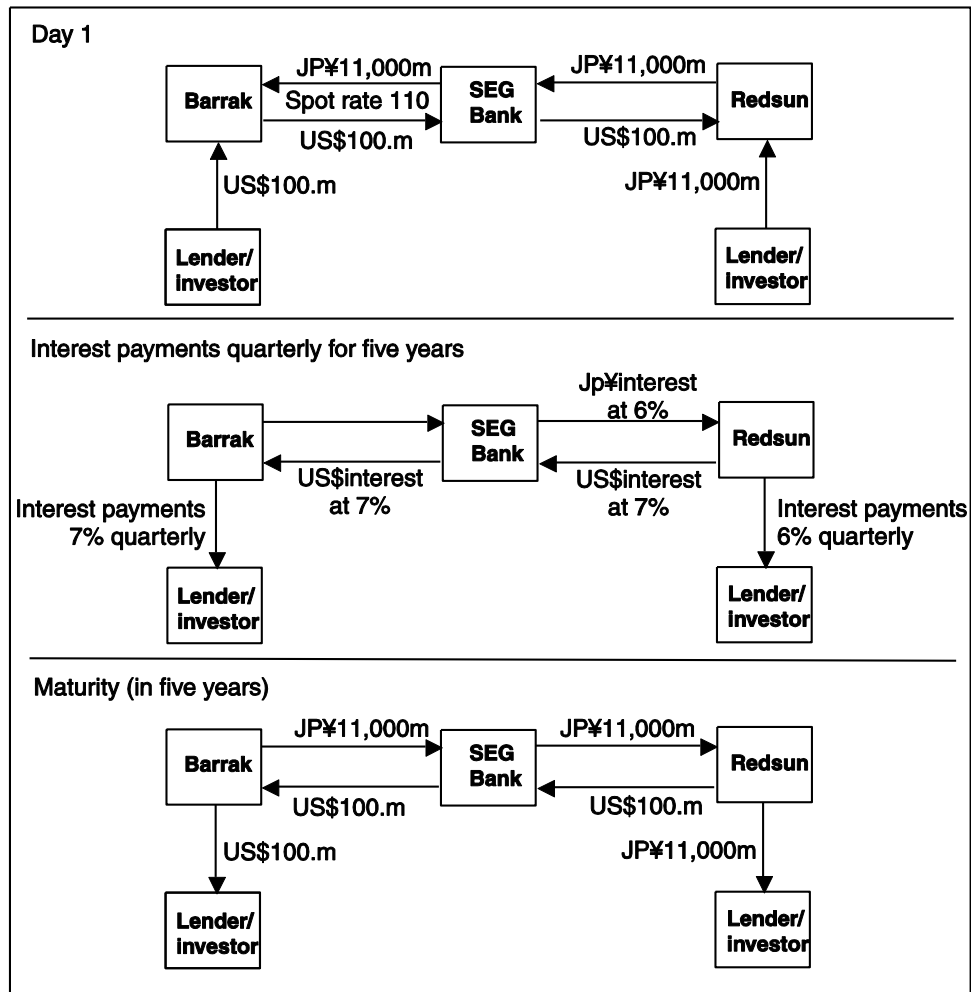 Day 1
JP¥11,000m
JP¥11,000m
Barrak
Spot rate 110
SEG
Bank
Redsun
US$100.m
US$100.m
US$100.m
JP¥11,000m
Lender/
investor
Lender/
investor
Interest payments quarterly for five years
Jp¥interest
at 6%
Barrak
SEG
Bank
Redsun
US$interest
at 7%
US$interest
at 7%
Interest payments
7% quarterly
Interest payments
6% quarterly
Lender/
investor
Lender/
investor
Maturity (in five years)
JP¥11,000m
JP¥11,000m
Barrak
SEG
Bank
Redsun
US$100.m
US$100.m
US$100.m
JP¥11,000m
Lender/
investor
Lender/
investor